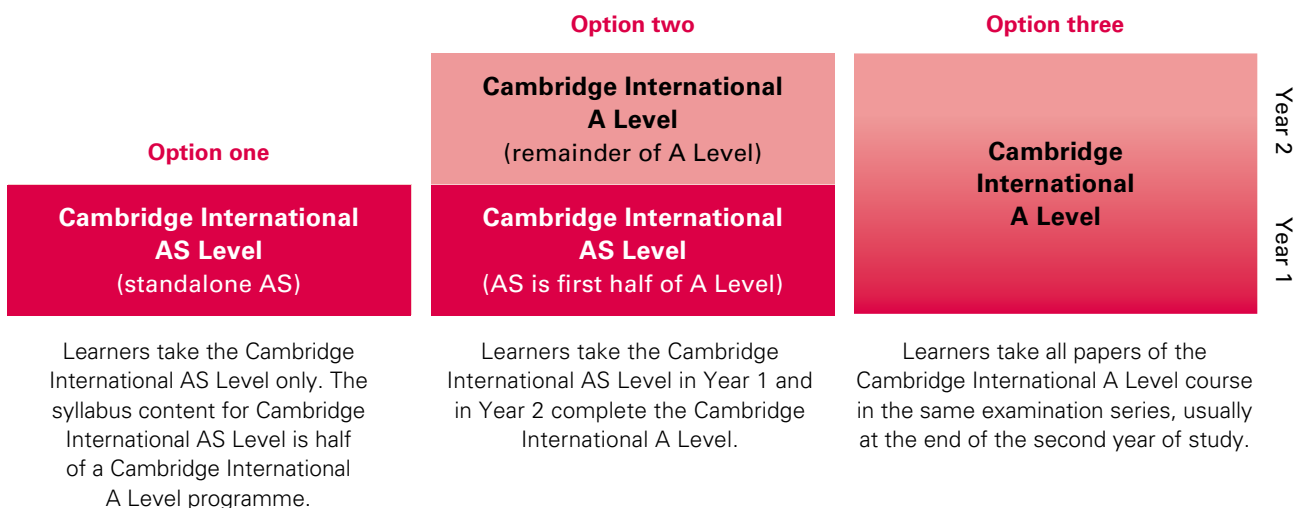 Option one
Cambridge International
AS Level
(standalone AS)
Learners take the Cambridge
International AS Level only. The
syllabus content for Cambridge
International AS Level is half
of a Cambridge International
A Level programme.
Option two
Cambridge International
A Level
(remainder of A Level)
Cambridge International
AS Level
(AS is first half of A Level)
Learners take the Cambridge
International AS Level in Year 1 and
in Year 2 complete the Cambridge
International A Level.
Option three
Cambridge
International
A Level
Learners take all papers of the
Cambridge International A Level course
in the same examination series, usually
at the end of the second year of study.
Year 2
Year 1